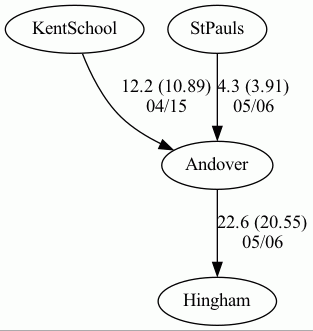 KentSchool
StPauls
12.2 (10.89)
04/15
4.3 (3.91)
05/06
Andover
22.6 (20.55)
05/06
Hingham